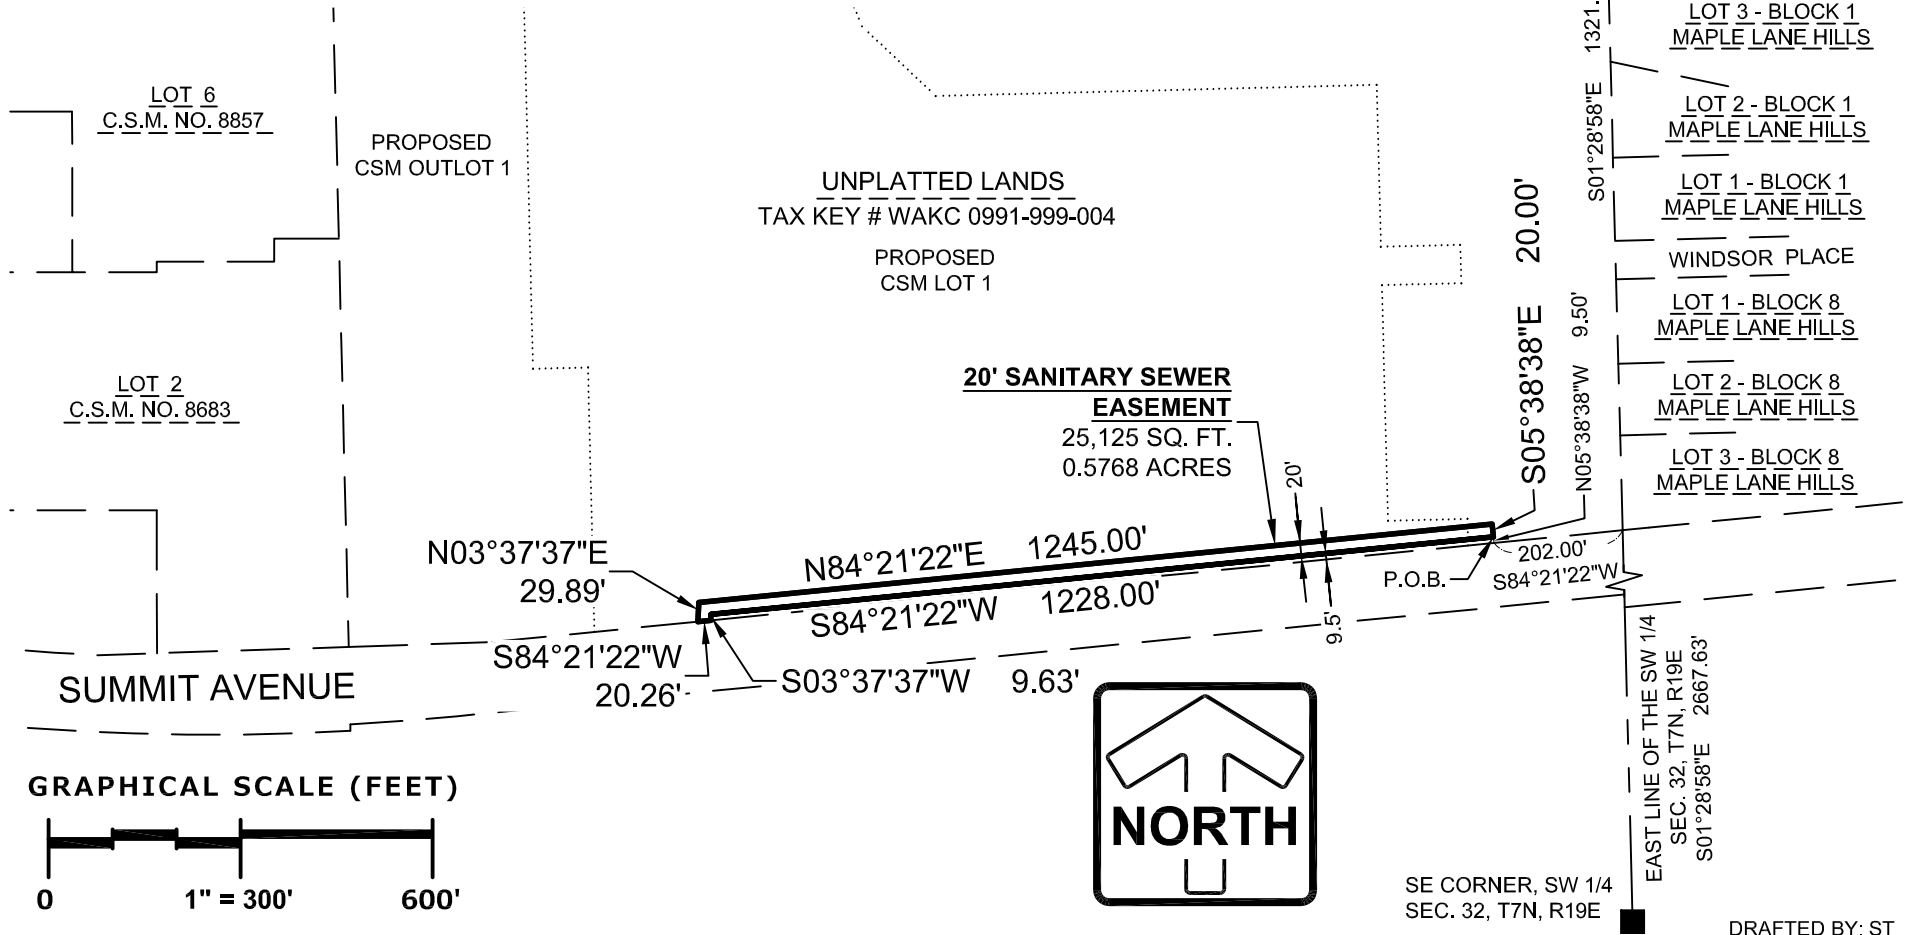 LOT 3 - BLOCK 1
MAPLE LANE HILLS
1321.
S01°28'58"E
LOT 6
C.S.M. NO. 8857
PROPOSED
CSM OUTLOT 1
LOT 2 - BLOCK 1
MAPLE LANE HILLS
UNPLATTED LANDS
TAX KEY # WAKC 0991-999-004
PROPOSED
CSM LOT 1
LOT 1 - BLOCK 1
MAPLE LANE HILLS
WINDSOR PLACE
LOT 1 - BLOCK 8
MAPLE LANE HILLS
S05°38'38"E 20.00'
N05°38'38"W 9.50'
LOT 2
C.S.M. NO. 8683
20' SANITARY SEWER
EASEMENT
25,125 SQ. FT.
0.5768 ACRES
LOT 2 - BLOCK 8
MAPLE LANE HILLS
LOT 3 - BLOCK 8
MAPLE LANE HILLS
20'
N03°37'37"E
29.89'
N84°21'22"E 1245.00'
S84°21'22"W 1228.00'
9.5'
P.O.B.
202.00'
S84°21'22"W
S84°21'22"W
20.26'
S03°37'37"W 9.63'
SUMMIT AVENUE
EAST LINE OF THE SW 1/4
SEC. 32, T7N, R19E
S01°28'58"E 2667.63'
GRAPHICAL SCALE (FEET)
0 1" = 300' 600'
NORTH
SE CORNER, SW 1/4
SEC. 32, T7N, R19E
DRAFTED BY: ST